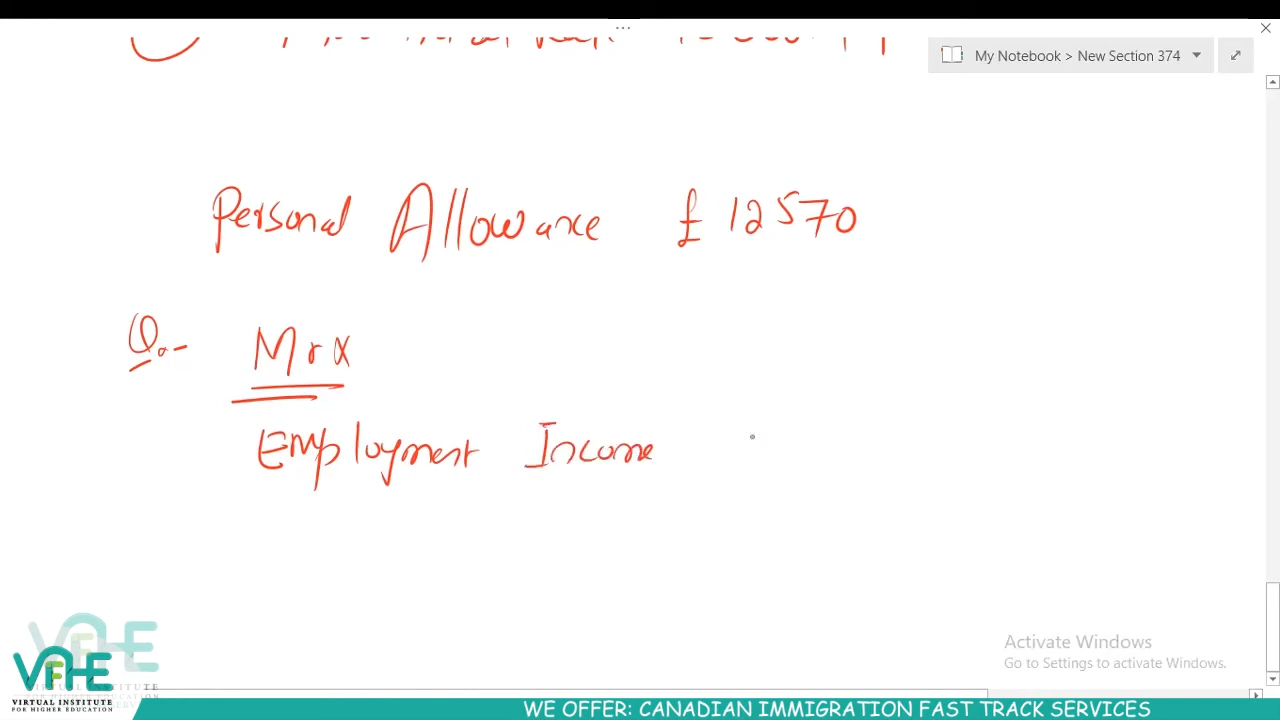 My Notebook > New Section 374
Personal Allowance £ 12570
Q.- Mr X
Employment Income
Activate Windows
Go to Settings to activate Windows.
VIFHE
VIRTUAL INSTITUTE
FOR HIGHER EDUCATION
WE OFFER: CANADIAN IMMIGRATION FAST TRACK SERVICES